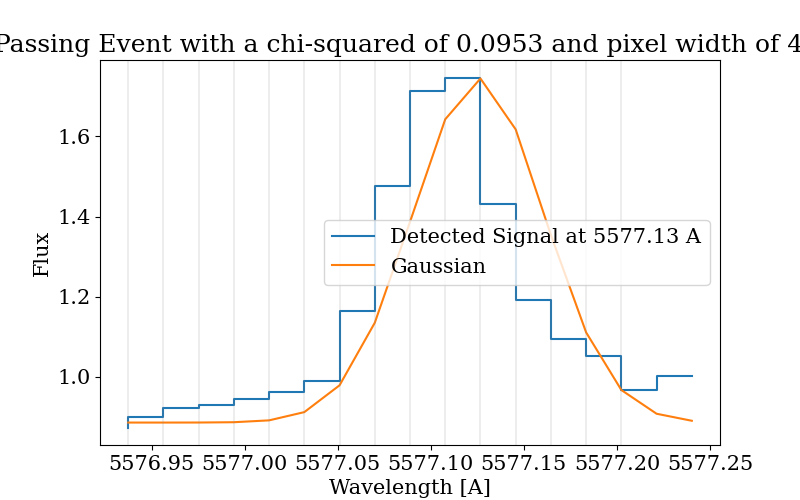 Passing Event with a chi-squared of 0.0953 and pixel width of 4
1.6
1.4
1.2
1.0
Flux
Detected Signal at 5577.13 A
Gaussian
5576.95 5577.00 5577.05 5577.10 5577.15 5577.20 5577.25
Wavelength [A]